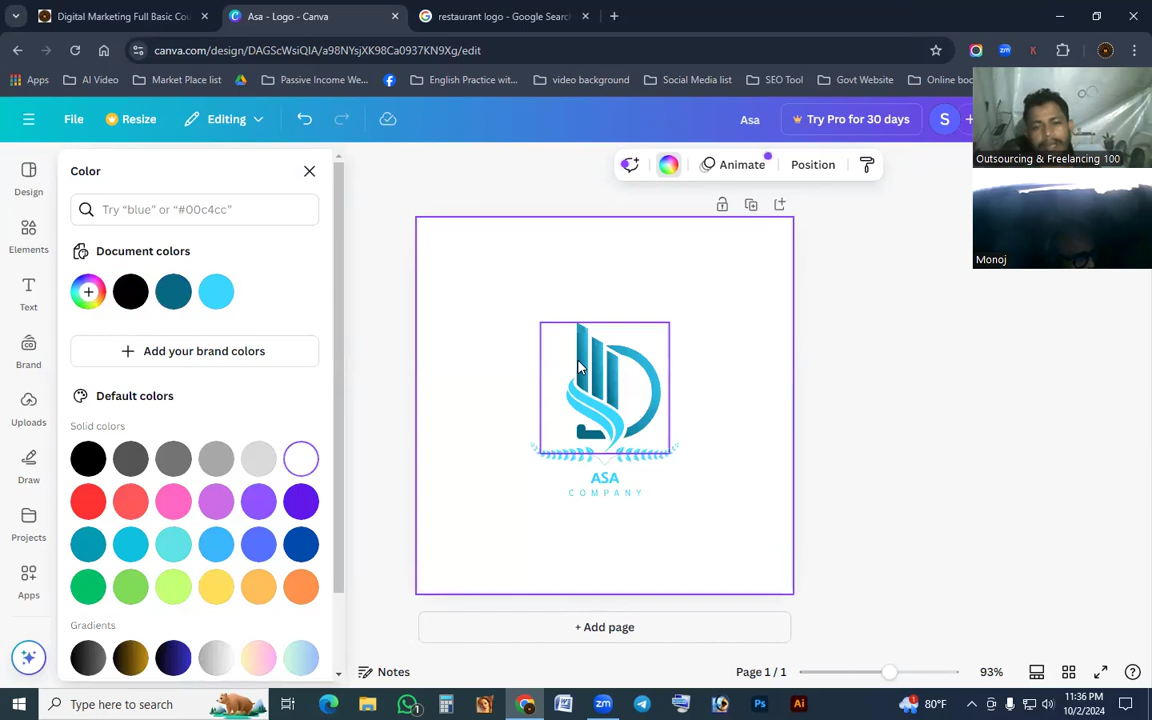 Digital Marketing Full Basic Cou
Asa - Logo - Canva
restaurant logo - Google Search
canva.com/design/DAGScWsiQIA/a98NYsjXK98Ca0937KN9Xg/edit
Apps
AI Video
Market Place list
Passive Income We...
English Practice wit...
video background
Social Media list
SEO Tool
Govt Website
Online boo
File
Resize
Editing
Asa
Try Pro for 30 days
S
Outsourcing & Freelancing 100
Monoj
Design
Elements
Text
Brand
Uploads
Draw
Projects
Apps
Color
Try “blue” or “#00c4cc”
Document colors
Add your brand colors
Default colors
Solid colors
Gradients
Animate
Position
ASA
COMPANY
+ Add page
Notes
Page 1 / 1
93%
Type here to search
1
Ps
Ai
80°F
11:36 PM
10/2/2024